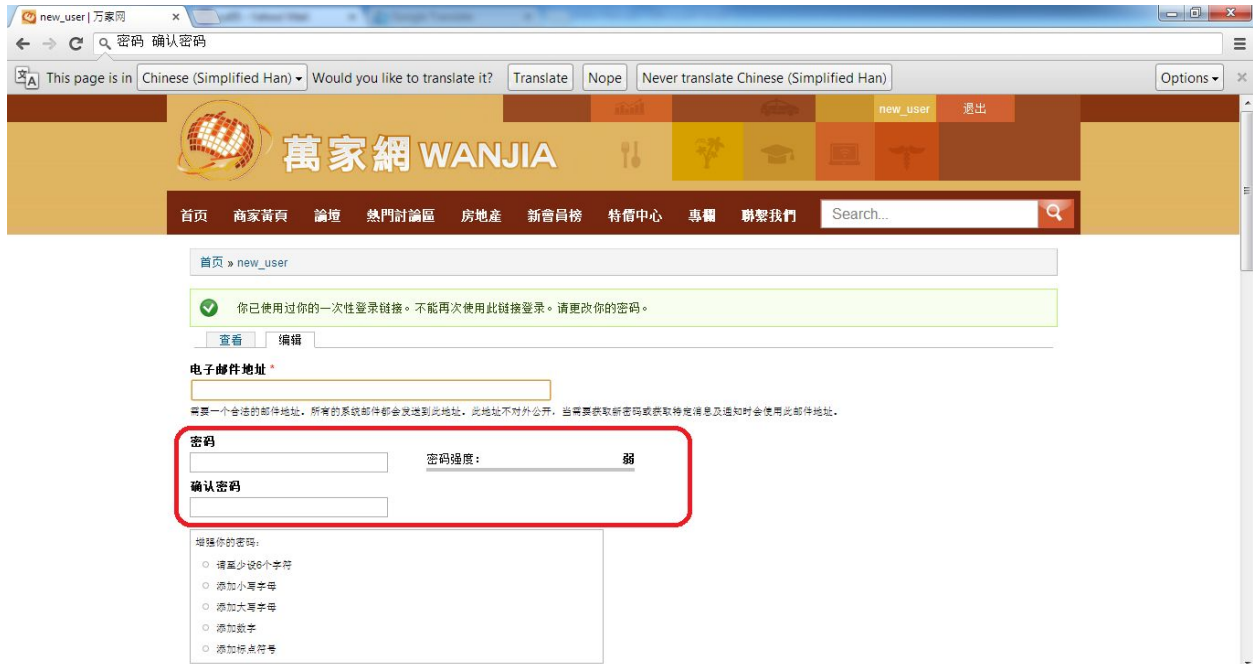 new_user | 万家网
密码 确认密码
This page is in Chinese (Simplified Han) Would you like to translate it? Translate Nope Never translate Chinese (Simplified Han) Options
new_user 退出
萬家網 WANJIA
首页 商家黃頁 論壇 熱門討論區 房地產 新會員榜 特價中心 專欄 聯繫我們 Search...
首页 » new_user
你已使用过你的一次性登录链接。不能再次使用此链接登录。请更改你的密码。
查看 编辑
电子邮件地址 *
需要一个合法的邮件地址。所有的系统邮件都会发送到此地址。此地址不对外公开，当需要获取新密码或获取特定消息及通知时会使用此邮件地址。
密码
密码强度： 弱
确认密码
增强你的密码：
请至少设6个字符
添加小写字母
添加大写字母
添加数字
添加标点符号